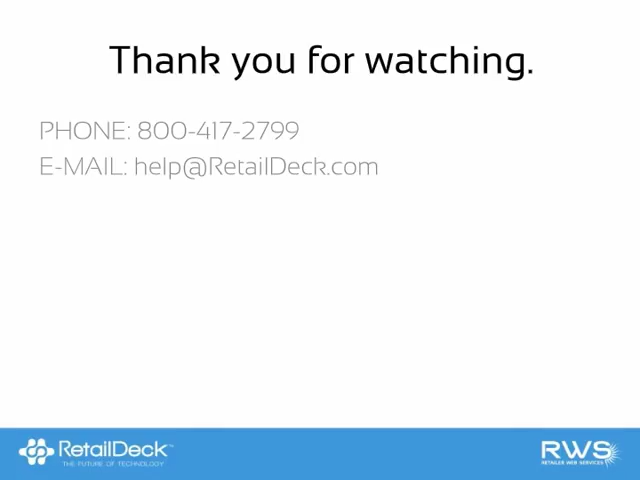 Thank you for watching.
PHONE: 800-417-2799
E-MAIL: help@RetailDeck.com
RetailDeck™
THE FUTURE OF TECHNOLOGY
RWS
RETAILER WEB SERVICES